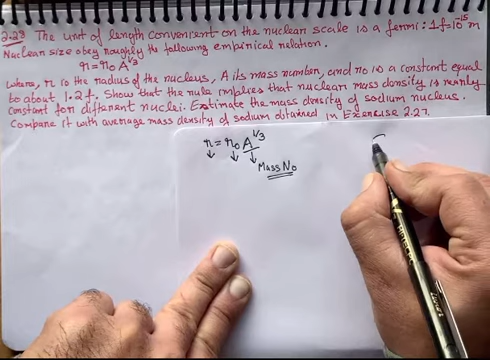 2.28 The unit of length convenient on the nuclear scale is a fermi: 1f=10⁻¹⁵ m
Nuclear size obey roughly the following empirical relation.
r = r₀ A^1/3
where, r is the radius of the nucleus, A its mass number, and r₀ is a constant equal
to about 1.2 f. Show that the rule implies that nuclear mass density is nearly
constant for different nuclei. Estimate the mass density of sodium nucleus.
Compare it with average mass density of sodium obtained in Exercise 2.27.
r = r₀ A^1/3
↓ ↓ ↓
Mass No